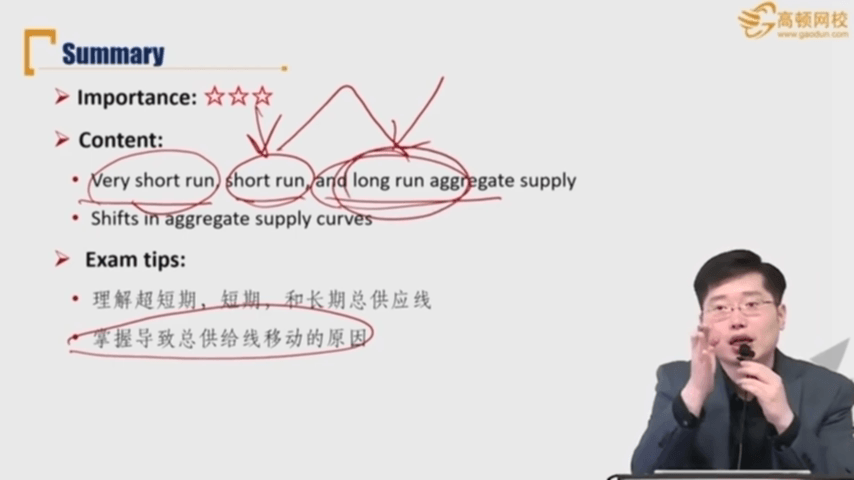 高顿网校
www.gaodun.com
Summary
➢ Importance: ☆☆☆
➢ Content:
• Very short run, short run, and long run aggregate supply
• Shifts in aggregate supply curves
➢ Exam tips:
• 理解超短期，短期，和长期总供应线
• 掌握导致总供给线移动的原因